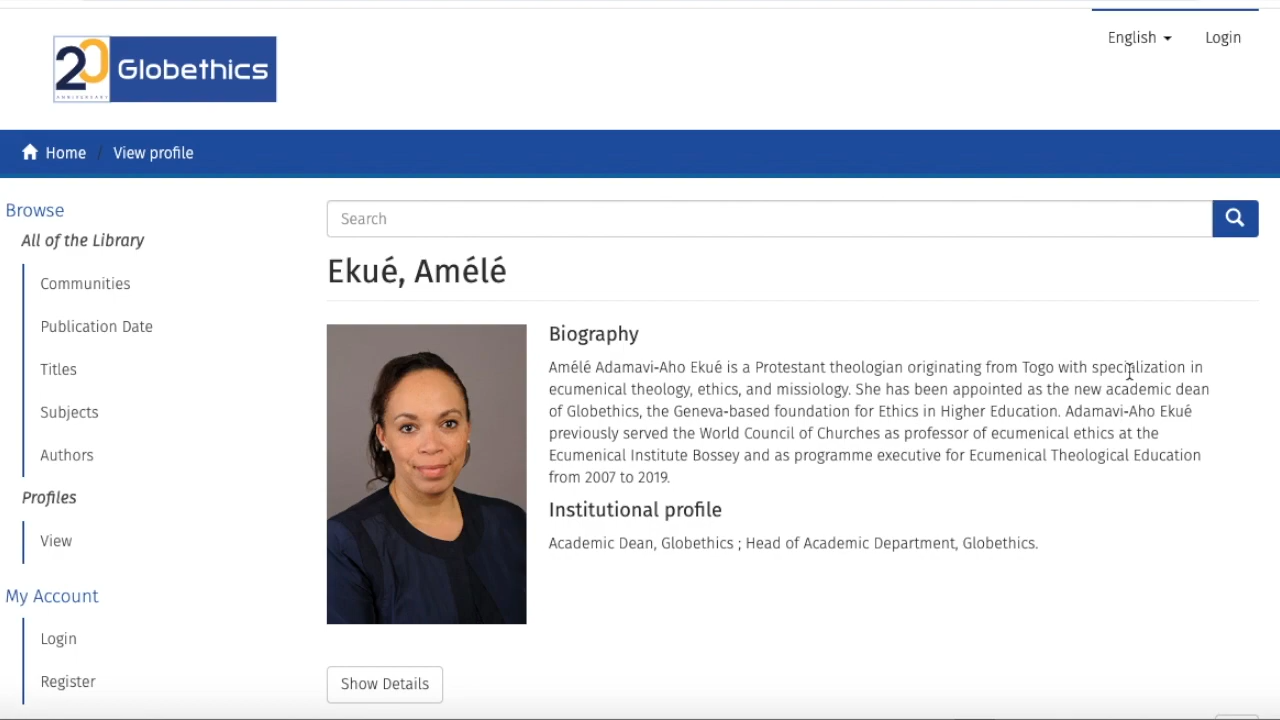 English
Login
20 Globethics
ANNIVERSARY
Home / View profile
Browse
All of the Library
Communities
Publication Date
Titles
Subjects
Authors
Profiles
View
My Account
Login
Register
Search
Ekué, Amélé
Biography
Amélé Adamavi-Aho Ekué is a Protestant theologian originating from Togo with specialization in
ecumenical theology, ethics, and missiology. She has been appointed as the new academic dean
of Globethics, the Geneva-based foundation for Ethics in Higher Education. Adamavi-Aho Ekué
previously served the World Council of Churches as professor of ecumenical ethics at the
Ecumenical Institute Bossey and as programme executive for Ecumenical Theological Education
from 2007 to 2019.
Institutional profile
Academic Dean, Globethics ; Head of Academic Department, Globethics.
Show Details